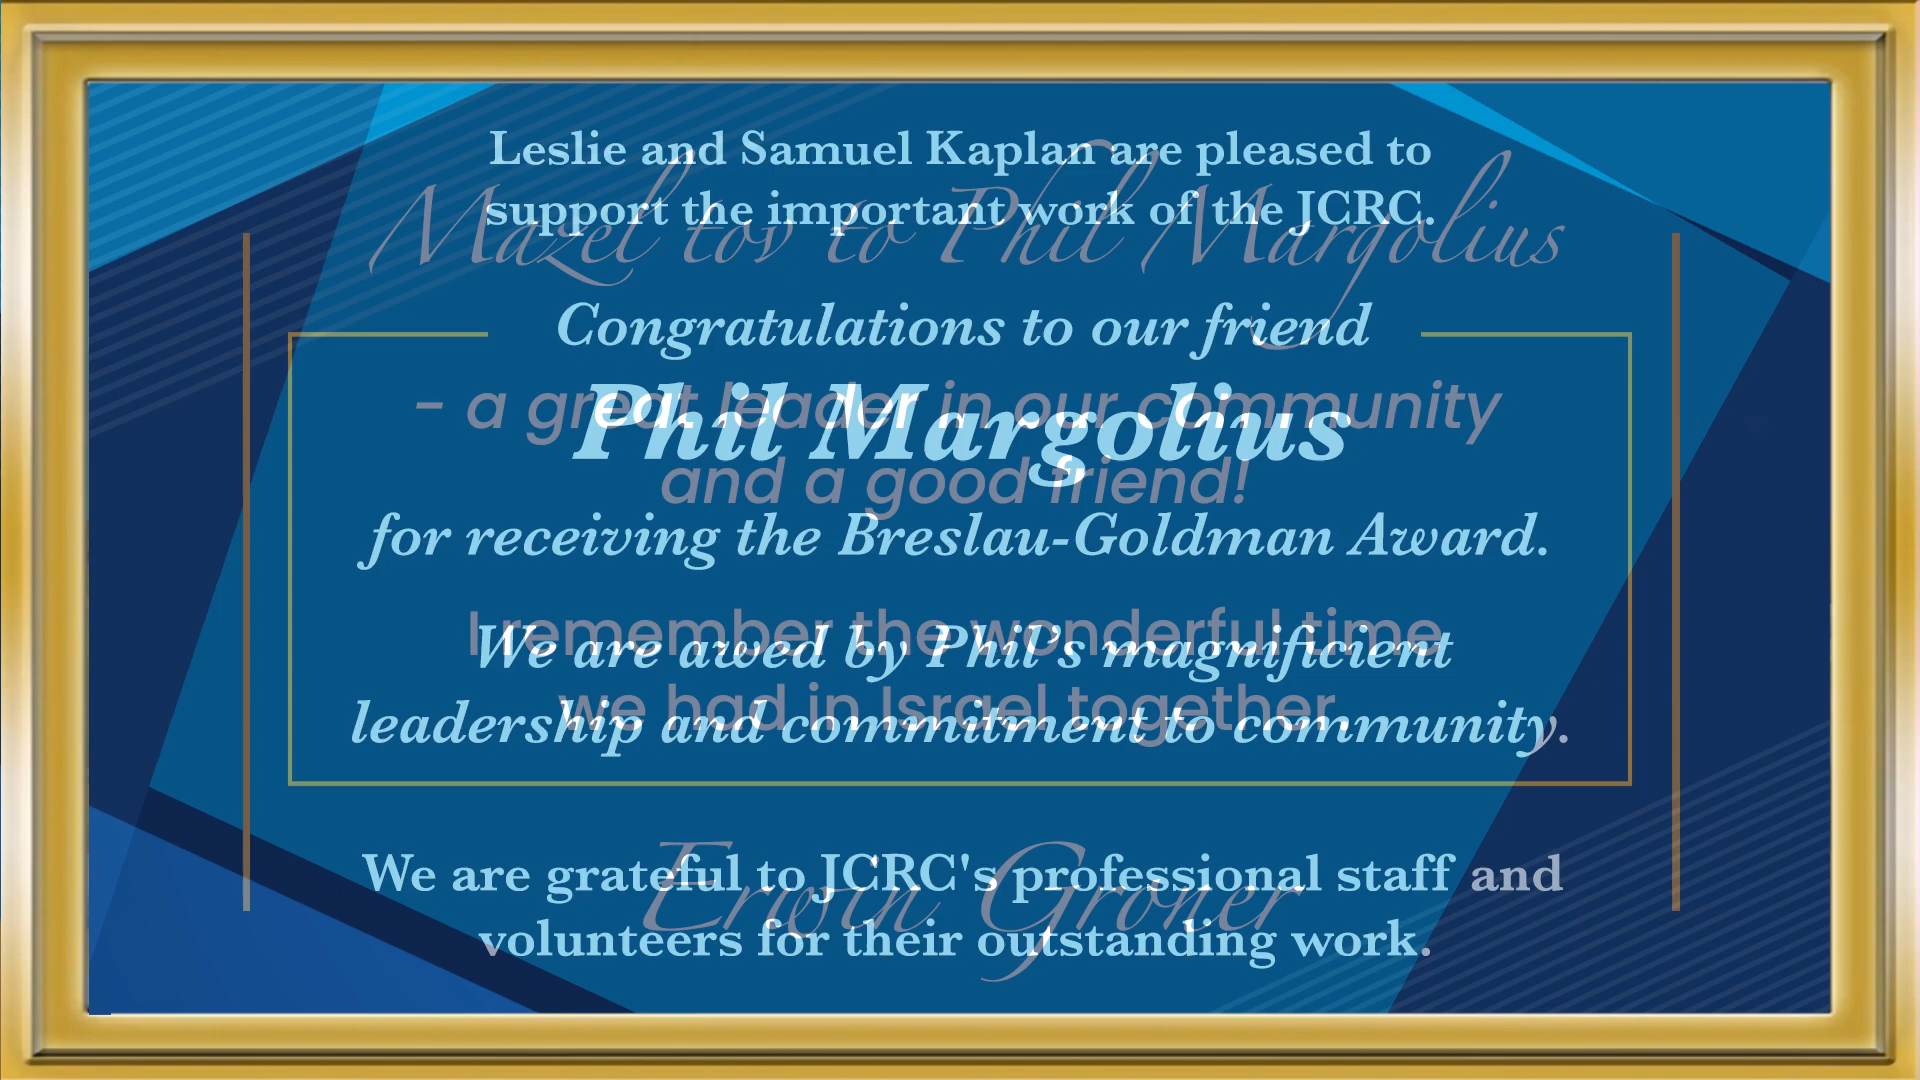 Leslie and Samuel Kaplan are pleased to
support the important work of the JCRC.
Mazel tov to Phil Margolius
Congratulations to our friend
Phil Margolius
– a great leader in our community
and a good friend!
for receiving the Breslau-Goldman Award.
I remember the wonderful time
We are awed by Phil’s magnificient
we had in Israel together.
leadership and commitment to community.
We are grateful to JCRC's professional staff and
Erwin Groner
volunteers for their outstanding work.